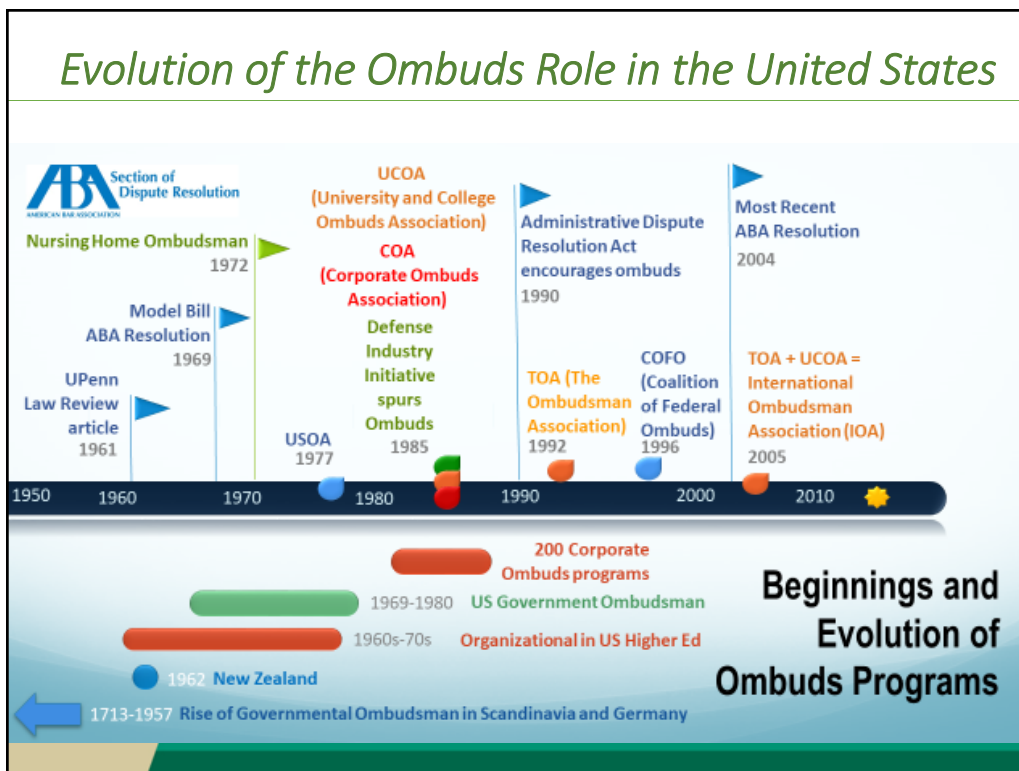 Evolution of the Ombuds Role in the United States
ABA Section of
Dispute Resolution
AMERICAN BAR ASSOCIATION
Nursing Home Ombudsman
1972
Model Bill
ABA Resolution
1969
UPenn
Law Review
article
1961
USOA
1977
UCOA
(University and College
Ombuds Association)
COA
(Corporate Ombuds
Association)
Defense
Industry
Initiative
spurs
Ombuds
1985
Administrative Dispute
Resolution Act
encourages ombuds
1990
TOA (The
Ombudsman
Association)
1992
COFO
(Coalition
of Federal
Ombuds)
1996
Most Recent
ABA Resolution
2004
TOA + UCOA =
International
Ombudsman
Association (IOA)
2005
1950 1960 1970 1980 1990 2000 2010
200 Corporate
Ombuds programs
1969-1980 US Government Ombudsman
1960s-70s Organizational in US Higher Ed
1962 New Zealand
1713-1957 Rise of Governmental Ombudsman in Scandinavia and Germany
Beginnings and
Evolution of
Ombuds Programs